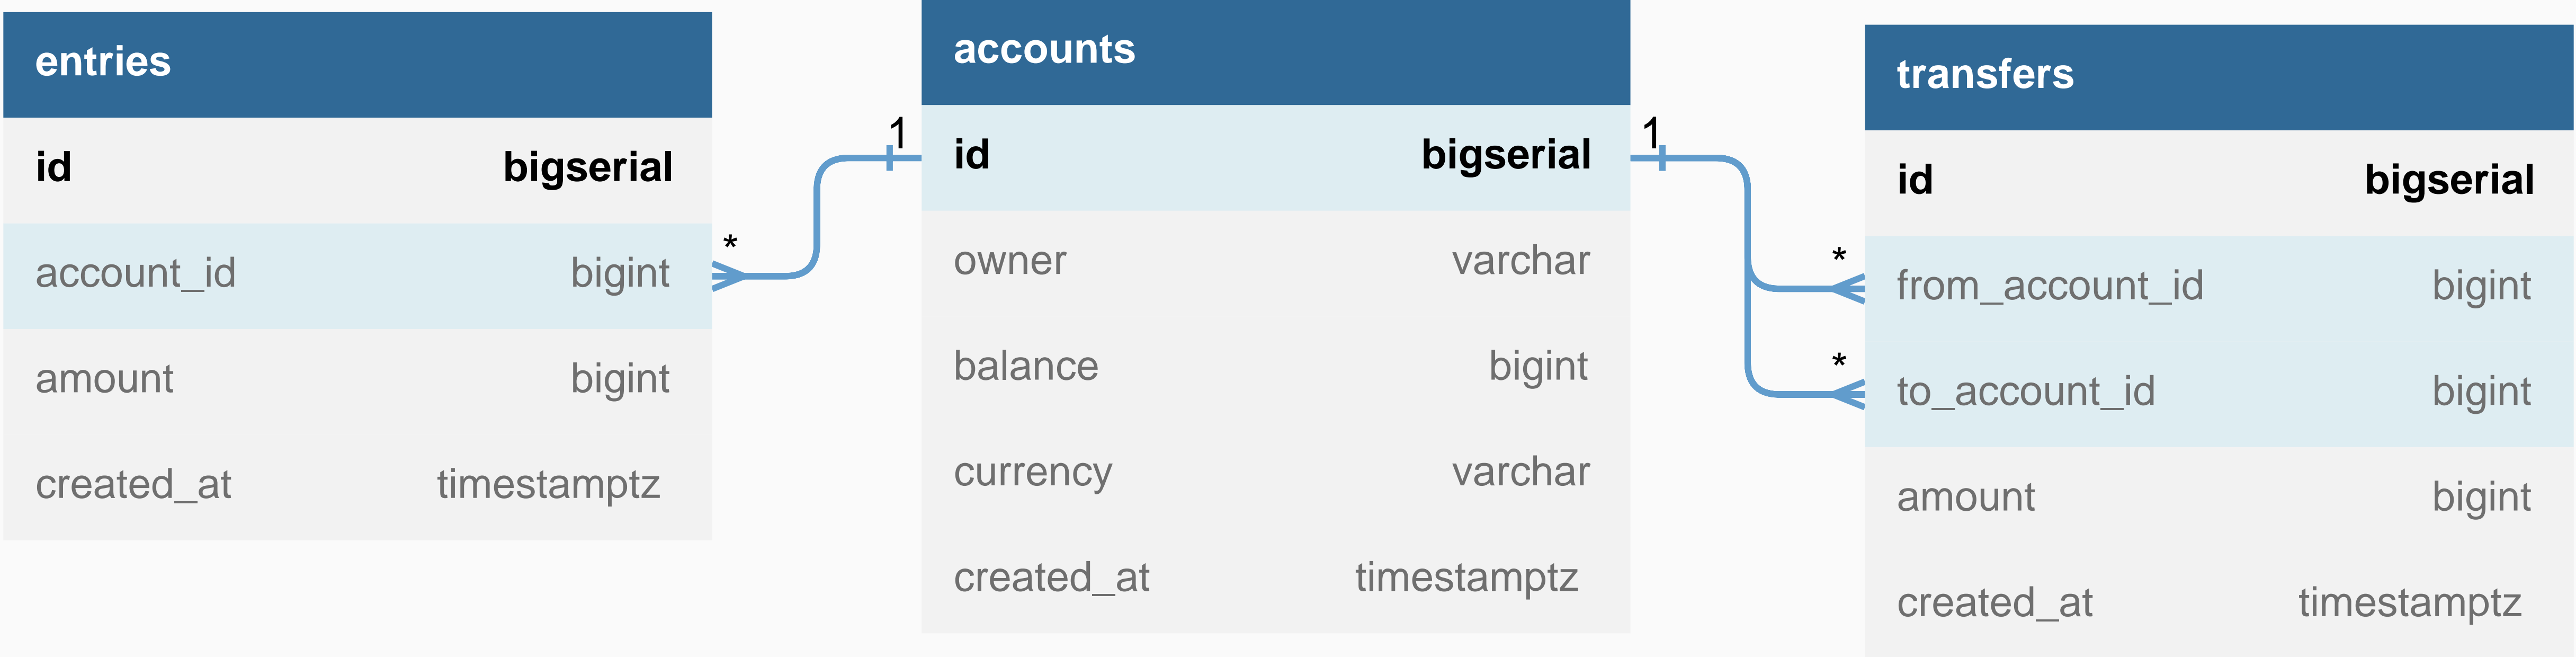 entries
id bigserial
account_id bigint
amount bigint
created_at timestamptz
*
1
accounts
id bigserial
owner varchar
balance bigint
currency varchar
created_at timestamptz
1
*
*
transfers
id bigserial
from_account_id bigint
to_account_id bigint
amount bigint
created_at timestamptz